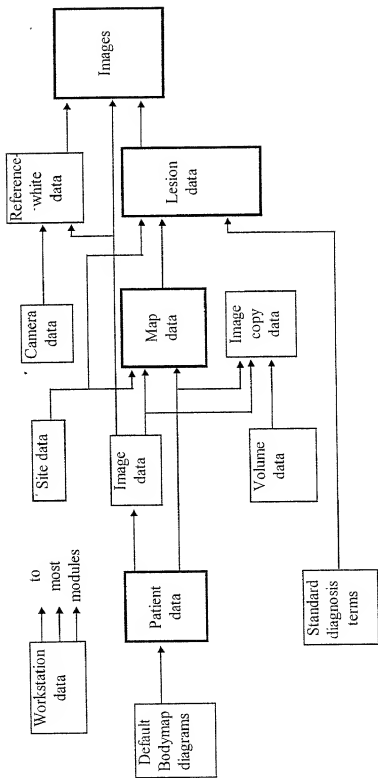 Workstation
data
to
most
modules
Default
Bodymap
diagrams
Patient
data
Site data
Image
data
Volume
data
Standard
diagnosis
terms
Camera
data
Map
data
Image
copy
data
Reference-
white
data
Lesion
data
Images